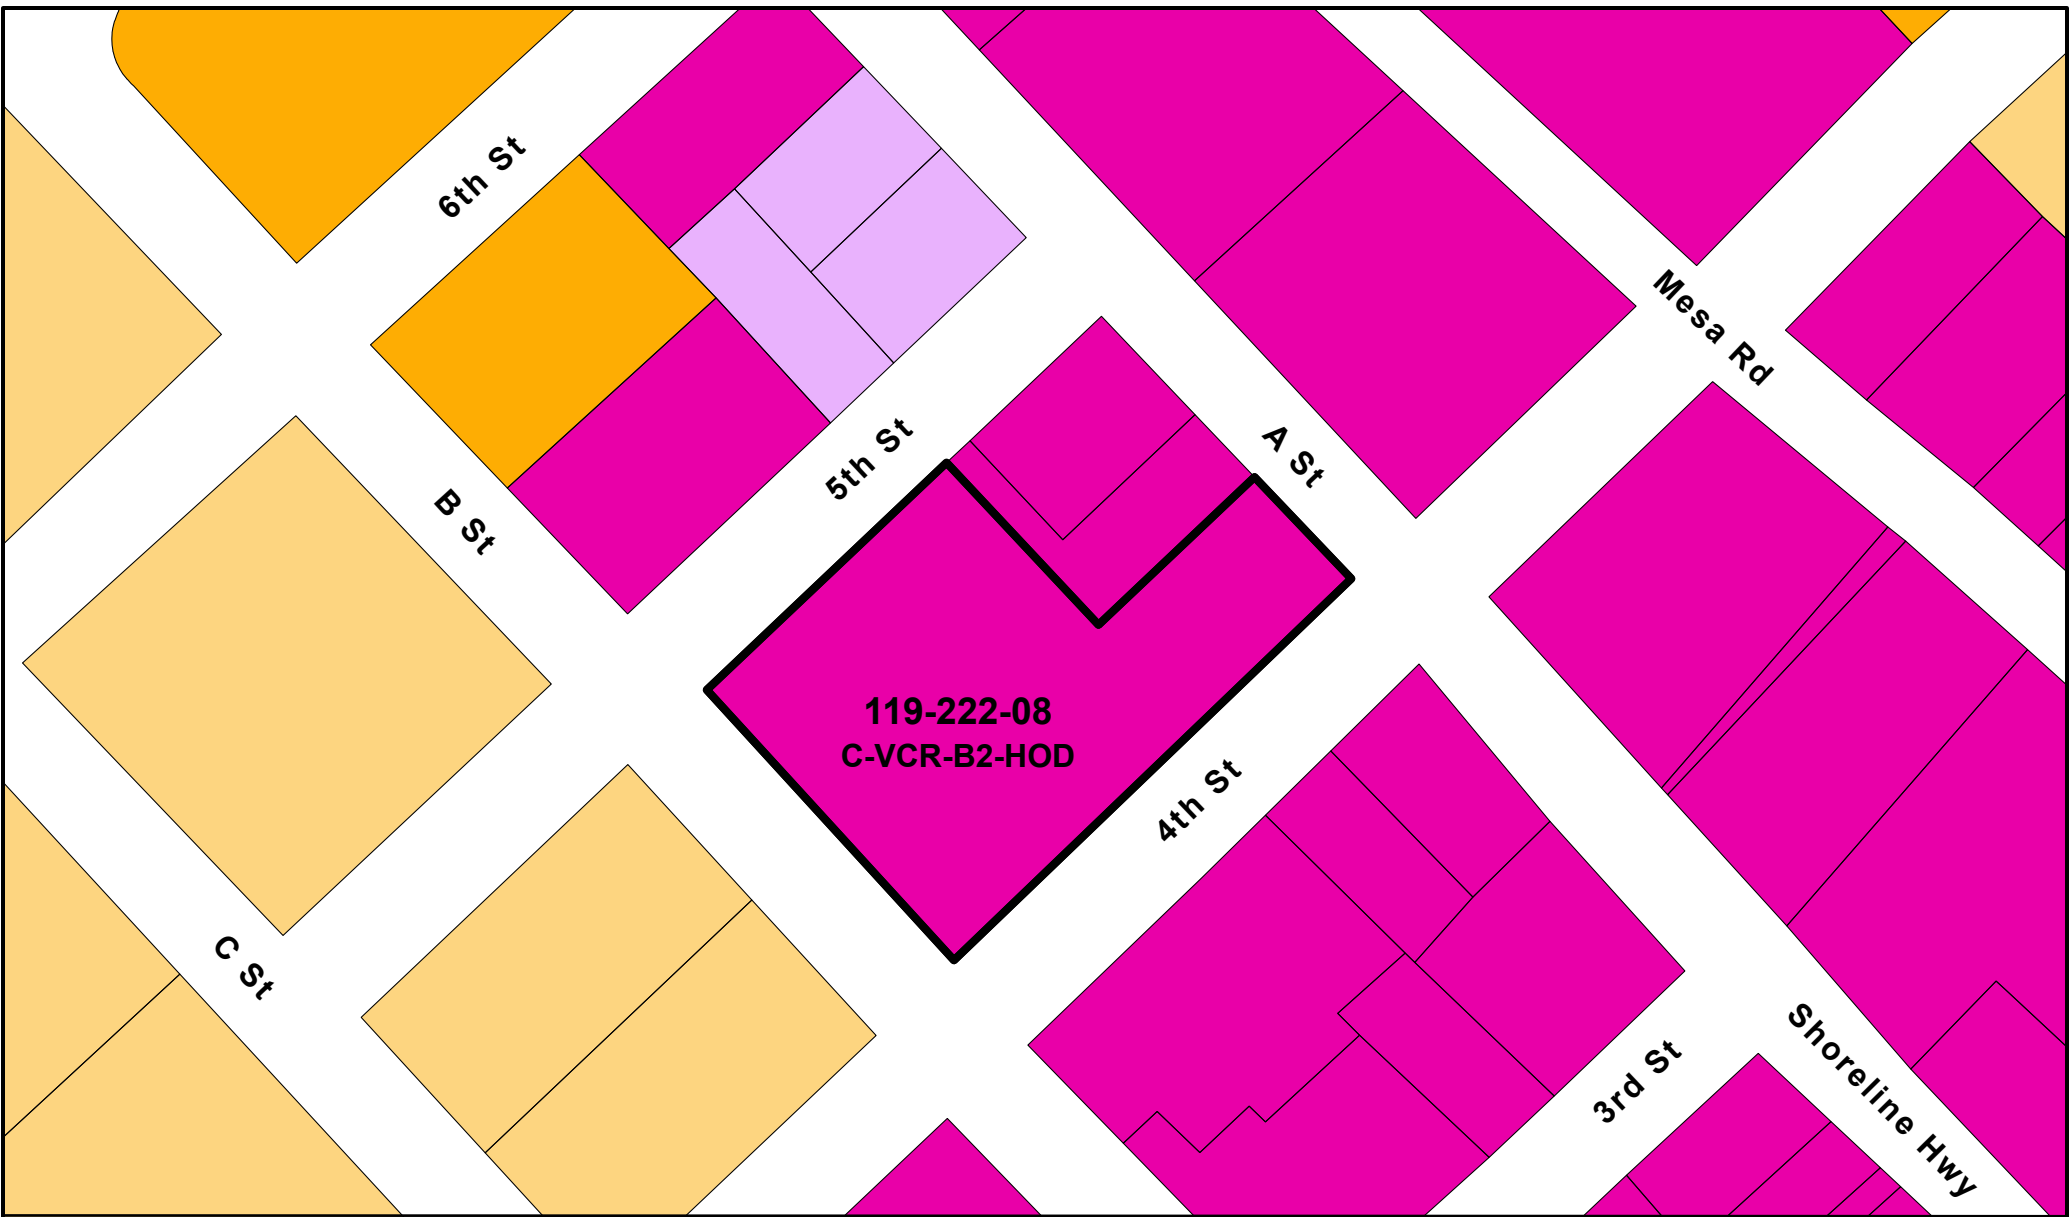 6th St
Mesa Rd
5th St
A St
B St
119-222-08
C-VCR-B2-HOD
4th St
C St
3rd St
Shoreline Hwy